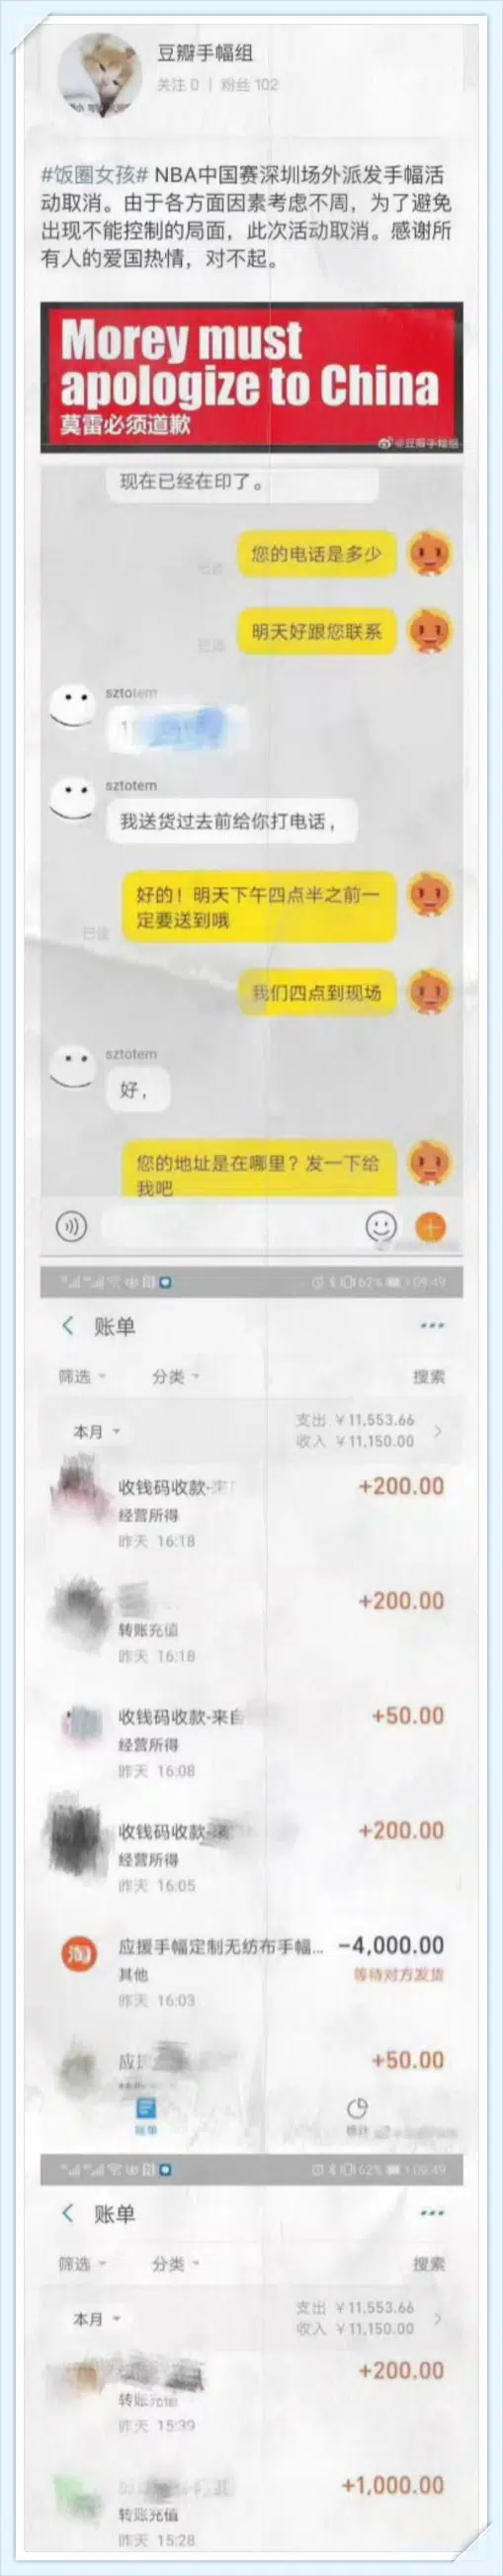 豆瓣手幅组
关注 0 | 粉丝 102
#饭圈女孩# NBA中国赛深圳场外派发手幅活
动取消。由于各方面因素考虑不周，为了避免
出现不能控制的局面，此次活动取消。感谢所
有人的爱国热情，对不起。
Morey must
apologize to China
莫雷必须道歉
@豆瓣手幅组
现在已经在印了。
您的电话是多少
已读
明天好跟您联系
已读
sztotem
1
sztotem
我送货过去前给你打电话，
好的！明天下午四点半之前一
定要送到哦
已读
我们四点到现场
sztotem
好，
您的地址是在哪里？发一下给
我吧
62% 09:49
账单
筛选 分类 搜索
本月
支出 ￥11,553.66
收入 ￥11,150.00
收钱码收款-来
+200.00
经营所得
昨天 16:18
+200.00
转账充值
昨天 16:18
收钱码收款-来自
+50.00
经营所得
昨天 16:08
收钱码收款-
+200.00
经营所得
昨天 16:05
淘
应援手幅定制无纺布手幅... -4,000.00
其他 等待对方发货
昨天 16:03
应
+50.00
账单
62% 09:49
账单
筛选 分类 搜索
本月
支出 ￥11,553.66
收入 ￥11,150.00
+200.00
转账充值
昨天 15:39
+1,000.00
转账充值
昨天 15:28